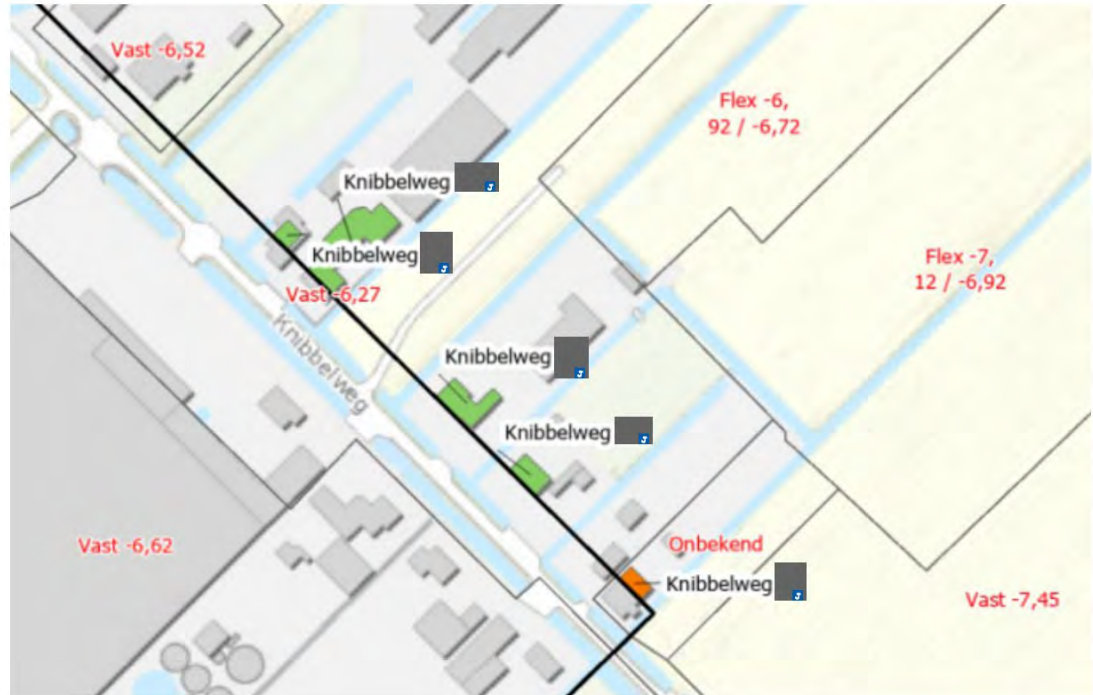 Vast -6,52
Flex -6,
92 / -6,72
Knibbelweg
Knibbelweg
Flex -7,
12 / -6,92
Vast -6,27
Knibbelweg
Knibbelweg
Knibbelweg
Vast -6,62
Onbekend
Knibbelweg
Vast -7,45